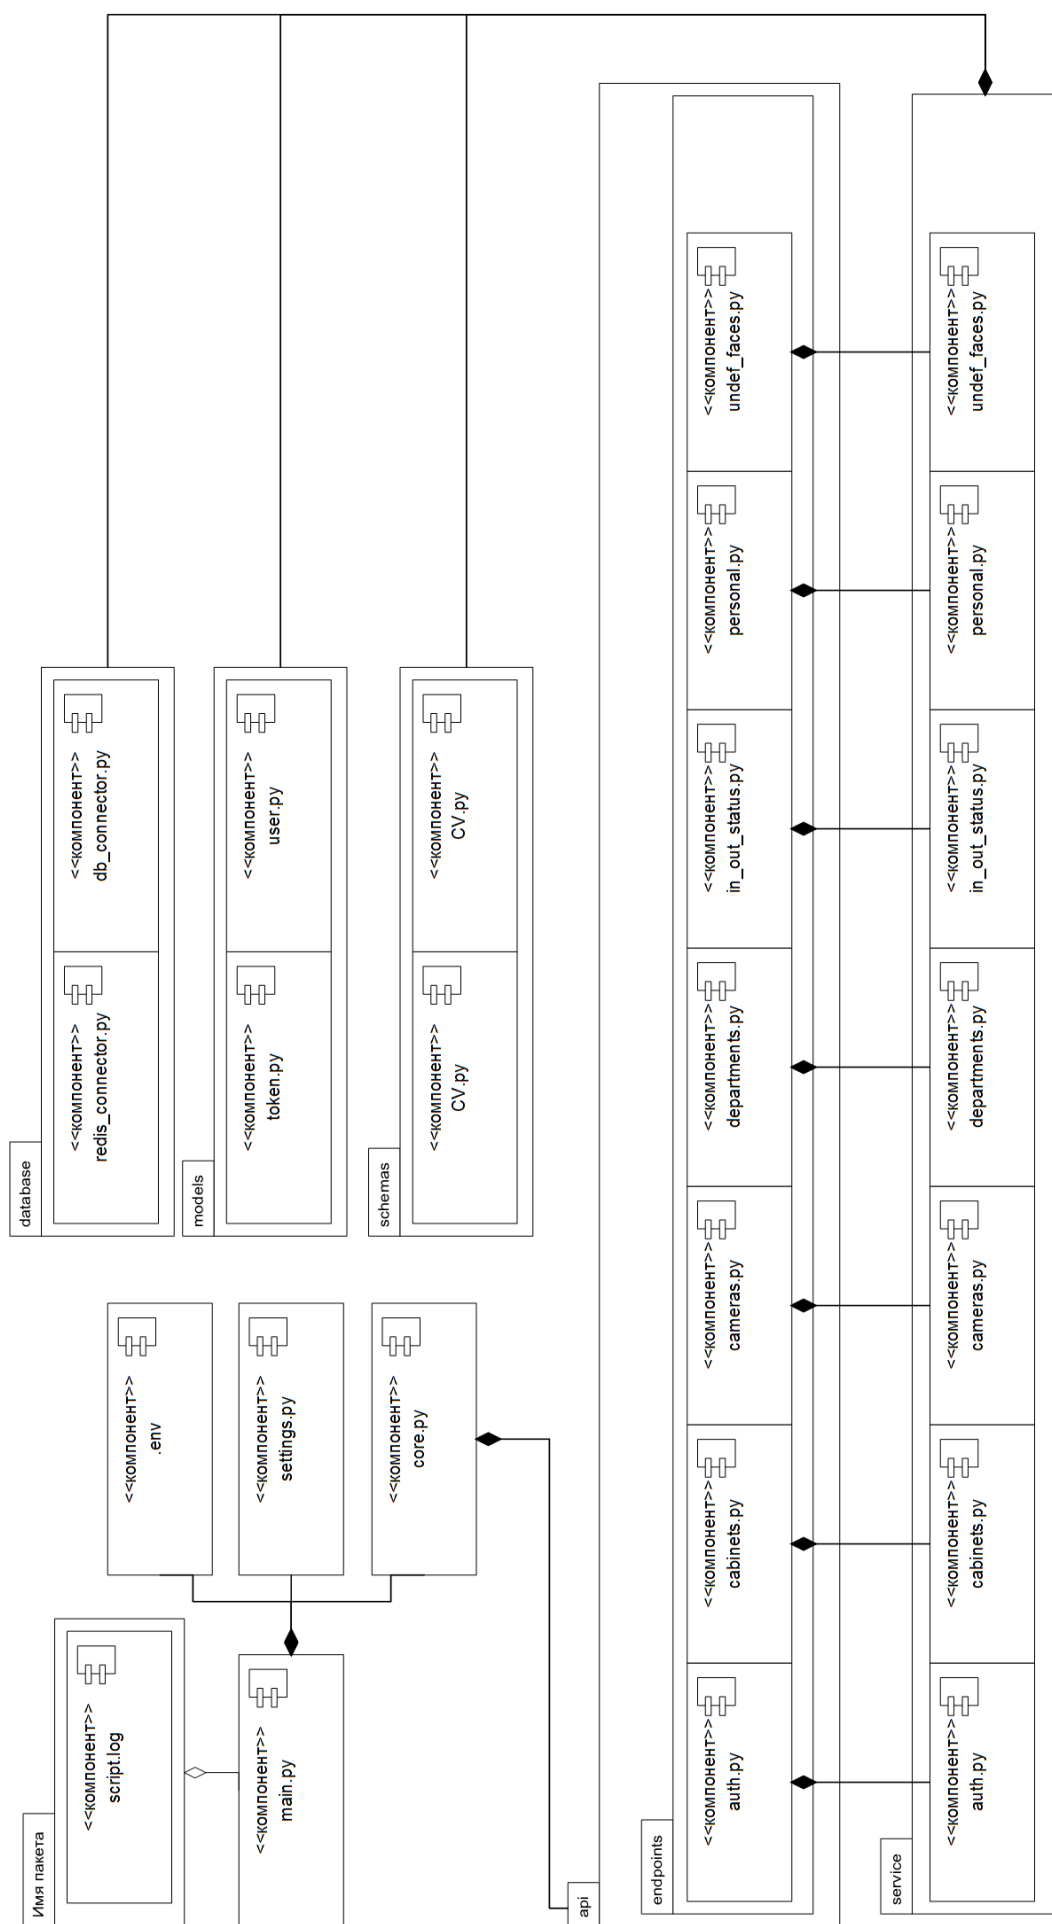 Имя пакета
<<компонент>>
script.log
<<компонент>>
main.py
<<компонент>>
.env
<<компонент>>
settings.py
<<компонент>>
core.py
database
<<компонент>>
redis_connector.py
<<компонент>>
db_connector.py
models
<<компонент>>
token.py
<<компонент>>
user.py
schemas
<<компонент>>
CV.py
<<компонент>>
CV.py
api
endpoints
<<компонент>>
auth.py
<<компонент>>
cabinets.py
<<компонент>>
cameras.py
<<компонент>>
departments.py
<<компонент>>
in_out_status.py
<<компонент>>
personal.py
<<компонент>>
undef_faces.py
service
<<компонент>>
auth.py
<<компонент>>
cabinets.py
<<компонент>>
cameras.py
<<компонент>>
departments.py
<<компонент>>
in_out_status.py
<<компонент>>
personal.py
<<компонент>>
undef_faces.py